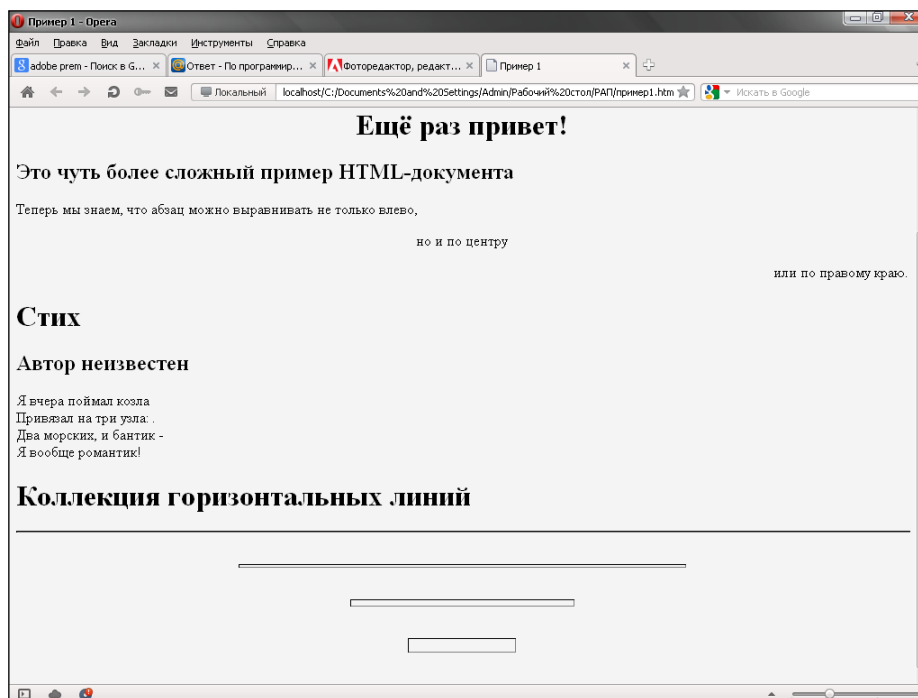 Пример 1 - Opera
Файл Правка Вид Закладки Инструменты Справка
adobe prem - Поиск в G... Ответ - По программир... Фоторедактор, редакт... Пример 1
Локальный localhost/C:/Documents%20and%20Settings/Admin/Рабочий%20стол/РАП/пример1.htm Искать в Google
Ещё раз привет!
Это чуть более сложный пример HTML-документа
Теперь мы знаем, что абзац можно выравнивать не только влево,
но и по центру
или по правому краю.
Стих
Автор неизвестен
Я вчера поймал козла
Привязал на три узла: .
Два морских, и бантик -
Я вообще романтик!
Коллекция горизонтальных линий